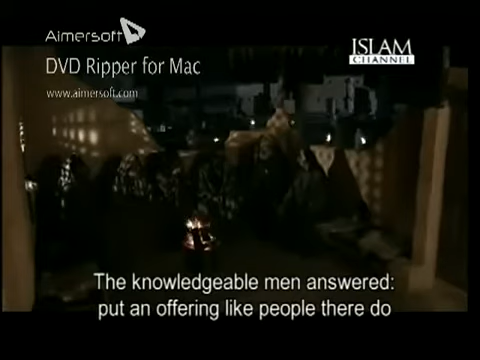 Aimersoft
DVD Ripper for Mac
www.aimersoft.com
ISLAM
CHANNEL
The knowledgeable men answered:
put an offering like people there do